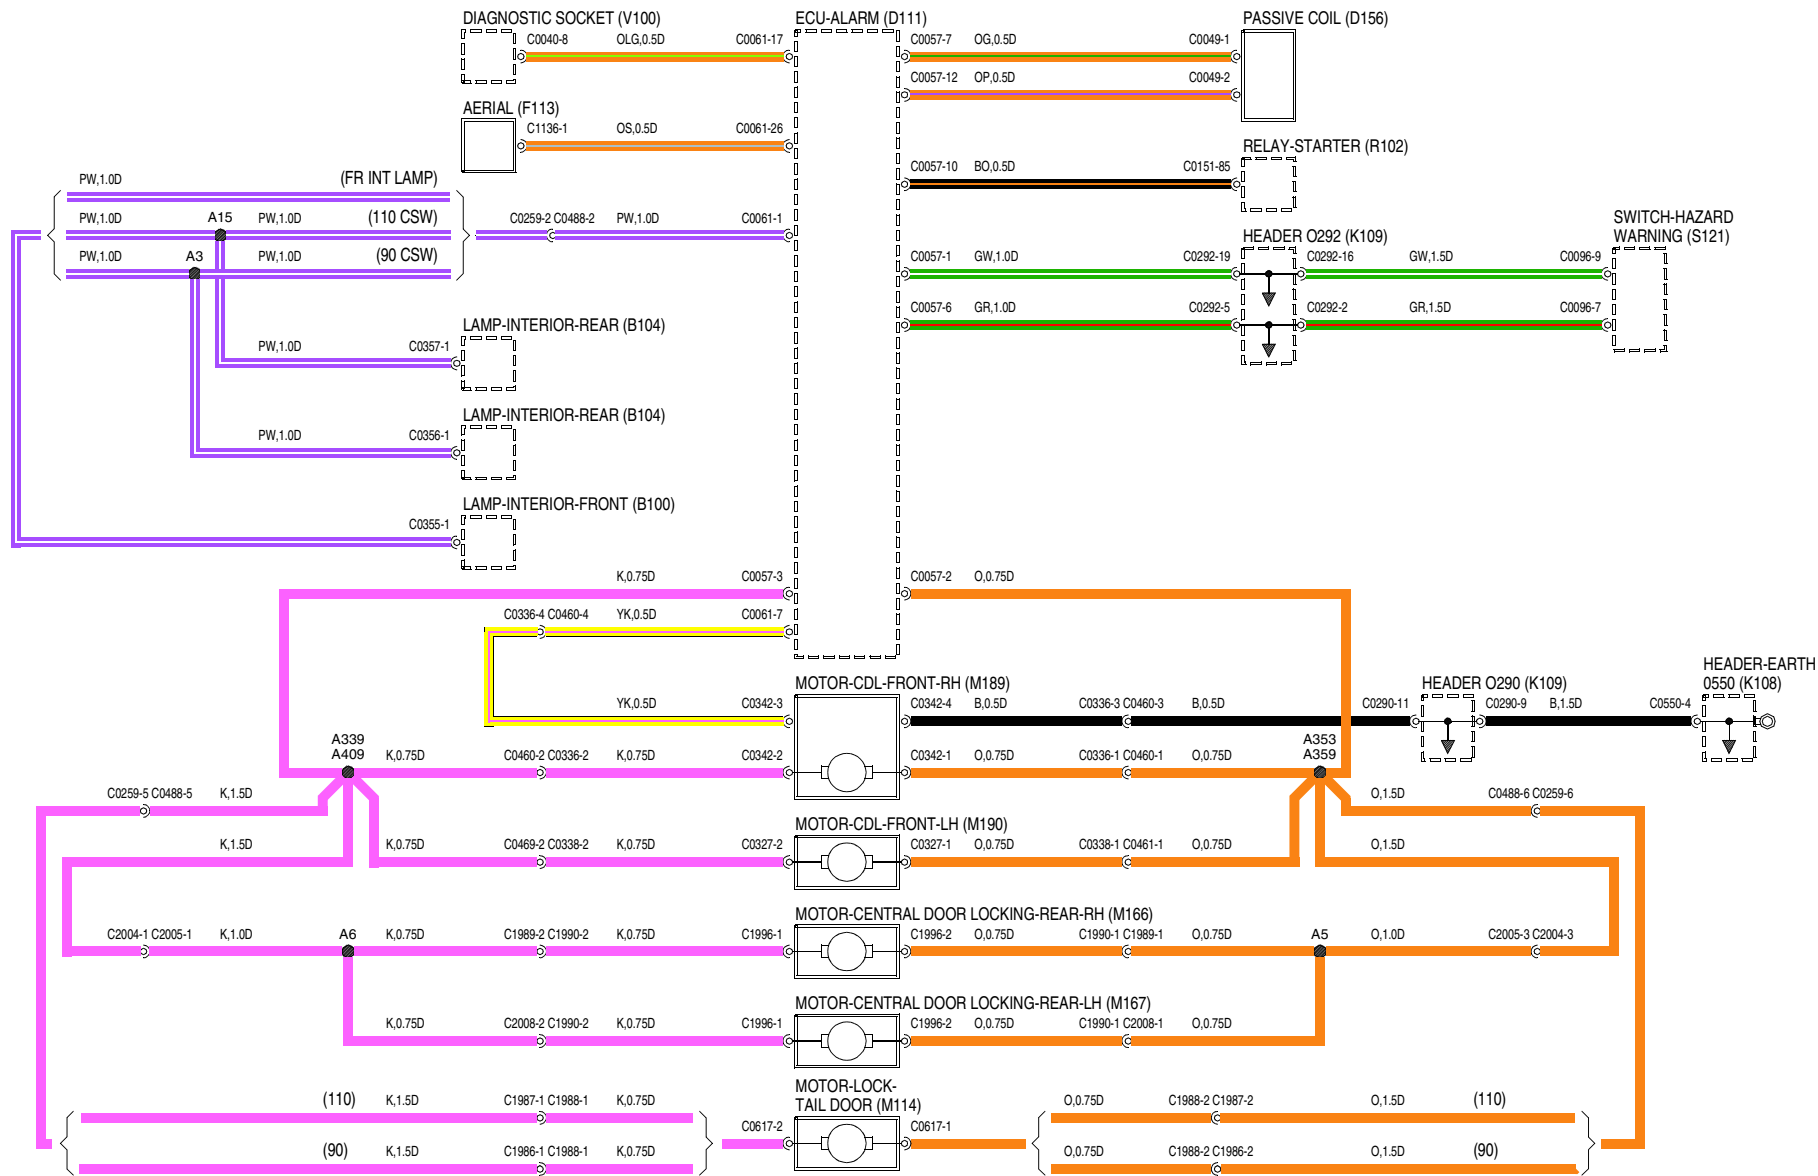 DIAGNOSTIC SOCKET (V100)
ECU-ALARM (D111)
PASSIVE COIL (D156)
C0040-8 OLG,0.5D C0061-17
C0057-7 OG,0.5D C0049-1
C0057-12 OP,0.5D C0049-2
AERIAL (F113)
C1136-1 OS,0.5D C0061-26
RELAY-STARTER (R102)
C0057-10 BO,0.5D C0151-85
PW,1.0D (FR INT LAMP)
PW,1.0D A15 PW,1.0D (110 CSW)
C0259-2 C0488-2 PW,1.0D C0061-1
PW,1.0D A3 PW,1.0D (90 CSW)
SWITCH-HAZARD
WARNING (S121)
HEADER O292 (K109)
C0057-1 GW,1.0D C0292-19
C0292-16 GW,1.5D C0096-9
C0057-6 GR,1.0D C0292-5
C0292-2 GR,1.5D C0096-7
LAMP-INTERIOR-REAR (B104)
PW,1.0D C0357-1
LAMP-INTERIOR-REAR (B104)
PW,1.0D C0356-1
LAMP-INTERIOR-FRONT (B100)
C0355-1
K,0.75D C0057-3
C0057-2 O,0.75D
C0336-4 C0460-4 YK,0.5D C0061-7
MOTOR-CDL-FRONT-RH (M189)
HEADER O290 (K109)
HEADER-EARTH
0550 (K108)
YK,0.5D C0342-3
C0342-4 B,0.5D C0336-3 C0460-3 B,0.5D C0290-11
C0290-9 B,1.5D C0550-4
A339
A409
K,0.75D C0460-2 C0336-2 K,0.75D C0342-2
C0342-1 O,0.75D C0336-1 C0460-1 O,0.75D
A353
A359
C0259-5 C0488-5 K,1.5D
O,1.5D C0488-6 C0259-6
MOTOR-CDL-FRONT-LH (M190)
K,1.5D K,0.75D C0469-2 C0338-2 K,0.75D C0327-2
C0327-1 O,0.75D C0338-1 C0461-1 O,0.75D O,1.5D
MOTOR-CENTRAL DOOR LOCKING-REAR-RH (M166)
C2004-1 C2005-1 K,1.0D A6 K,0.75D C1989-2 C1990-2 K,0.75D C1996-1
C1996-2 O,0.75D C1990-1 C1989-1 O,0.75D A5 O,1.0D C2005-3 C2004-3
MOTOR-CENTRAL DOOR LOCKING-REAR-LH (M167)
K,0.75D C2008-2 C1990-2 K,0.75D C1996-1
C1996-2 O,0.75D C1990-1 C2008-1 O,0.75D
MOTOR-LOCK-
TAIL DOOR (M114)
(110) K,1.5D C1987-1 C1988-1 K,0.75D
O,0.75D C1988-2 C1987-2 O,1.5D (110)
C0617-2
C0617-1
(90) K,1.5D C1986-1 C1988-1 K,0.75D
O,0.75D C1988-2 C1986-2 O,1.5D (90)